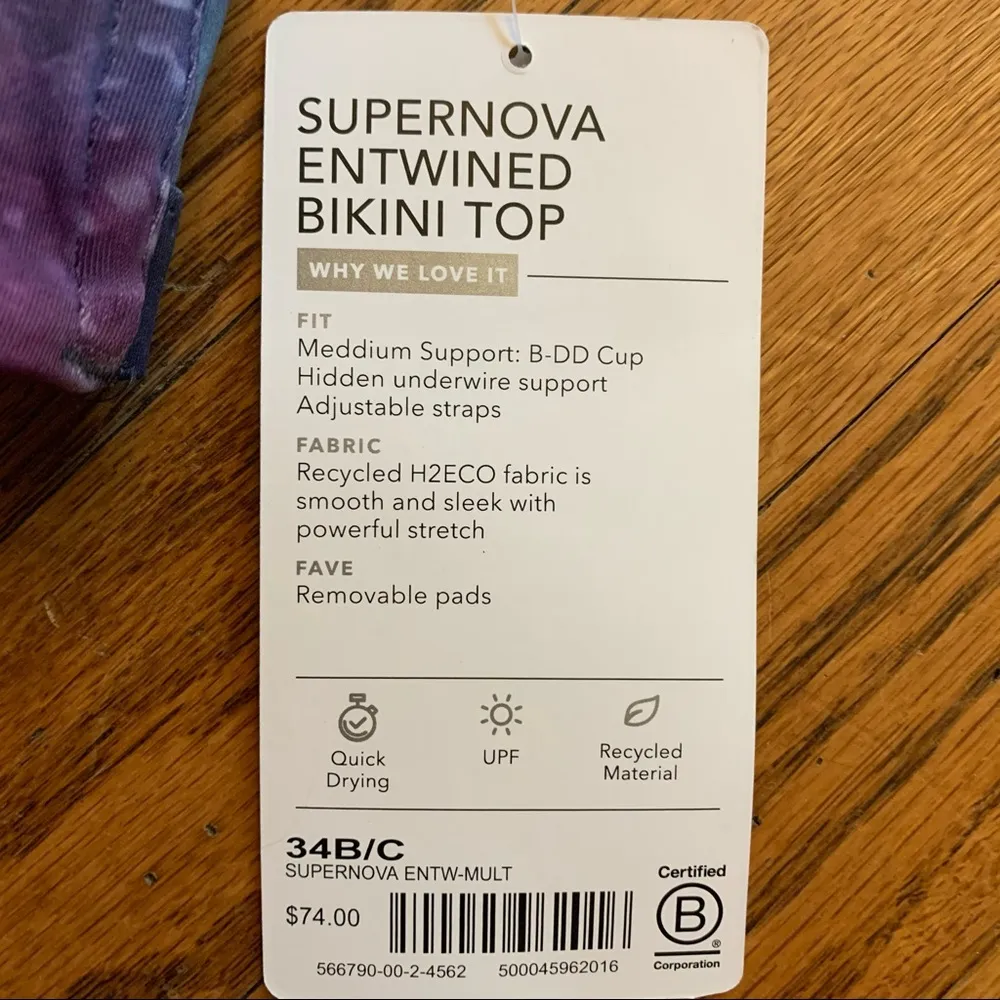 SUPERNOVA
ENTWINED
BIKINI TOP
WHY WE LOVE IT
FIT
Meddium Support: B-DD Cup
Hidden underwire support
Adjustable straps
FABRIC
Recycled H2ECO fabric is
smooth and sleek with
powerful stretch
FAVE
Removable pads
Quick
Drying
UPF
Recycled
Material
34B/C
SUPERNOVA ENTW-MULT
$74.00
566790-00-2-4562 500045962016
Certified
B
®
Corporation